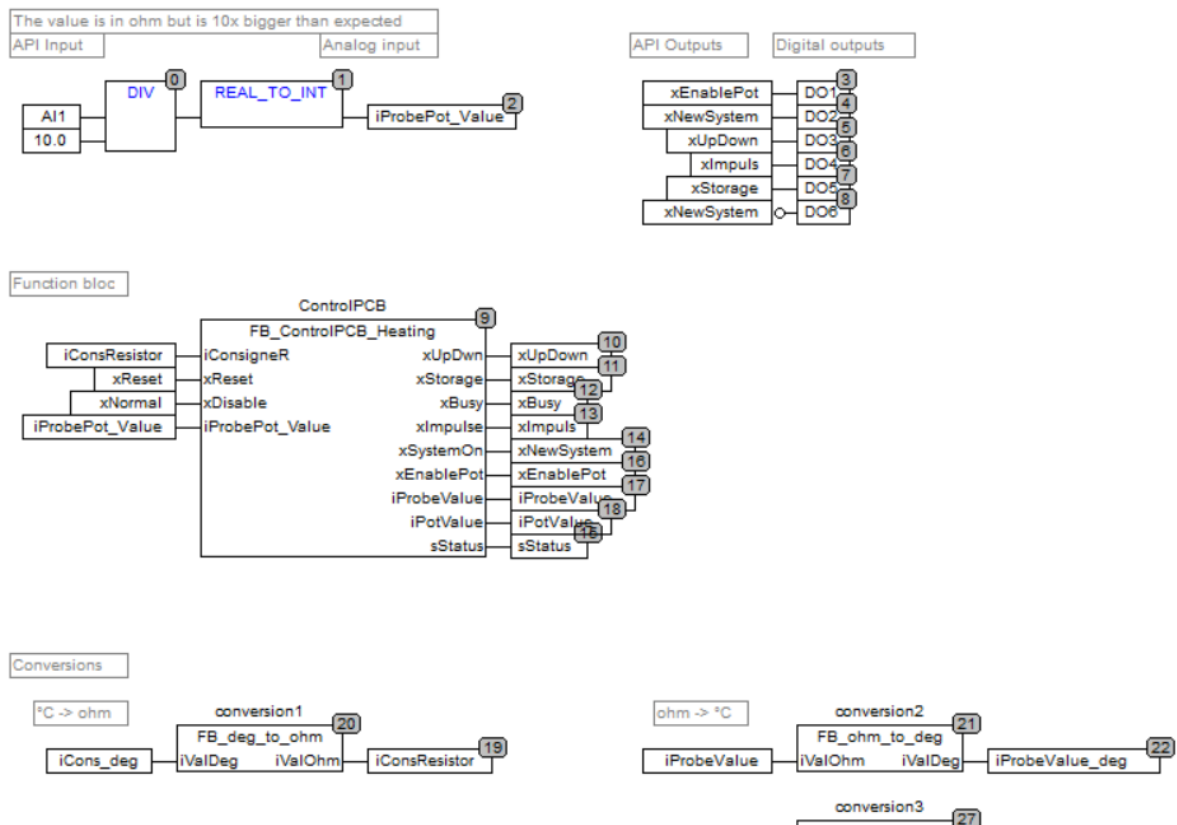 The value is in ohm but is 10x bigger than expected
API Input
Analog input
API Outputs
Digital outputs
0
DIV
1
REAL_TO_INT
2
AI1
10.0
iProbePot_Value
3
xEnablePot DO1
4
xNewSystem DO2
5
xUpDown DO3
6
xImpuls DO4
7
xStorage DO5
8
xNewSystem DO6
Function bloc
ControlPCB
9
FB_ControlPCB_Heating
10
iConsResistor iConsigneR xUpDwn xUpDown
11
xReset xReset xStorage xStorage
12
xNormal xDisable xBusy xBusy
13
iProbePot_Value iProbePot_Value xImpulse xImpuls
14
xSystemOn xNewSystem
16
xEnablePot xEnablePot
17
iProbeValue iProbeValue
18
iPotValue iPotValue
15
sStatus sStatus
Conversions
°C -> ohm
conversion1
20
FB_deg_to_ohm
19
iCons_deg iValDeg iValOhm iConsResistor
ohm -> °C
conversion2
21
FB_ohm_to_deg
22
iProbeValue iValOhm iValDeg iProbeValue_deg
conversion3
27